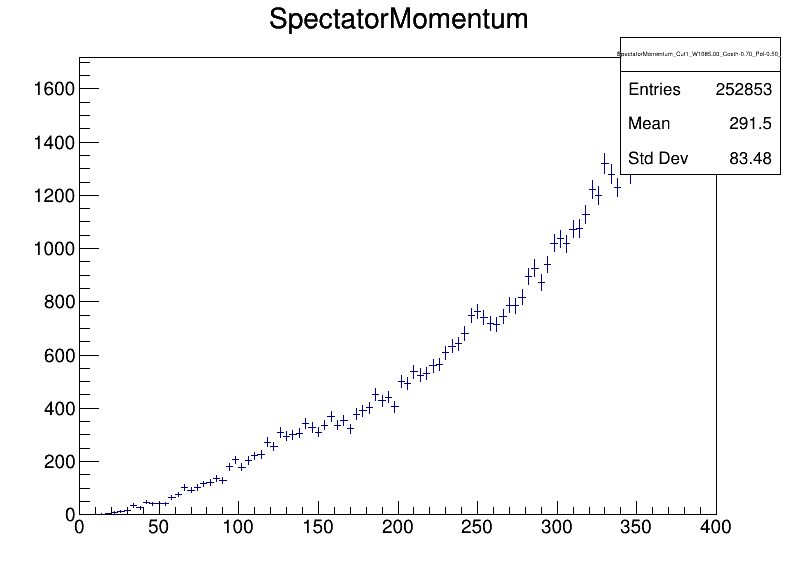 SpectatorMomentum
SpectatorMomentum_Cut1_W1085.00_Costh-0.70_Pol-0.50_
Entries 252853
Mean 291.5
Std Dev 83.48
1600
1400
1200
1000
800
600
400
200
0
0 50 100 150 200 250 300 350 400